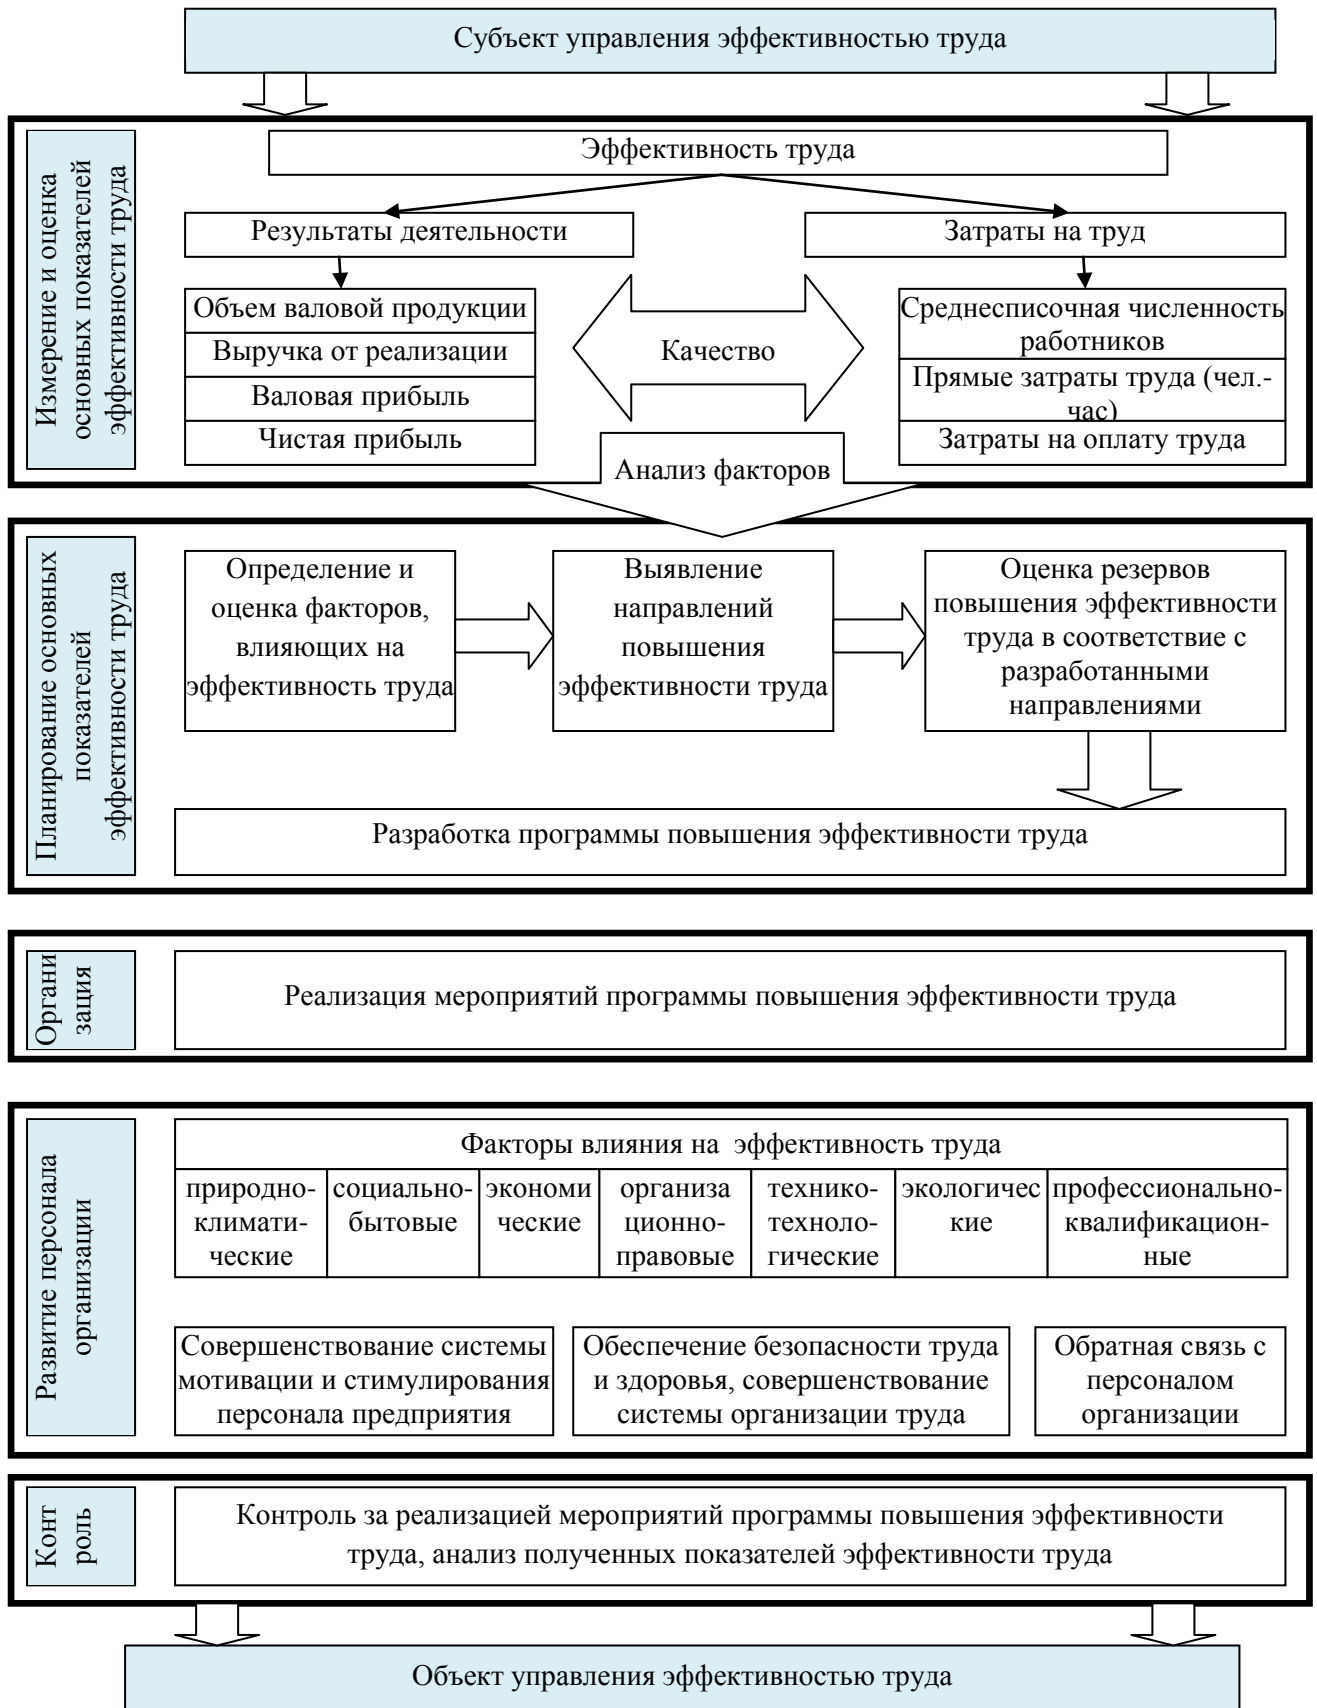 Субъект управления эффективностью труда
Измерение и оценка
основных показателей
эффективности труда
Эффективность труда
Результаты деятельности
Затраты на труд
Объем валовой продукции
Выручка от реализации
Валовая прибыль
Чистая прибыль
Качество
Среднесписочная численность
работников
Прямые затраты труда (чел.-
час)
Затраты на оплату труда
Анализ факторов
Планирование основных
показателей
эффективности труда
Определение и
оценка факторов,
влияющих на
эффективность труда
Выявление
направлений
повышения
эффективности труда
Оценка резервов
повышения эффективности
труда в соответствие с
разработанными
направлениями
Разработка программы повышения эффективности труда
Органи
зация
Реализация мероприятий программы повышения эффективности труда
Развитие персонала
организации
Факторы влияния на эффективность труда
природно-
климати-
ческие
социально-
бытовые
экономи
ческие
организа
ционно-
правовые
технико-
техноло-
гические
экологичес
кие
профессионально-
квалификацион-
ные
Совершенствование системы
мотивации и стимулирования
персонала предприятия
Обеспечение безопасности труда
и здоровья, совершенствование
системы организации труда
Обратная связь с
персоналом
организации
Конт
роль
Контроль за реализацией мероприятий программы повышения эффективности
труда, анализ полученных показателей эффективности труда
Объект управления эффективностью труда